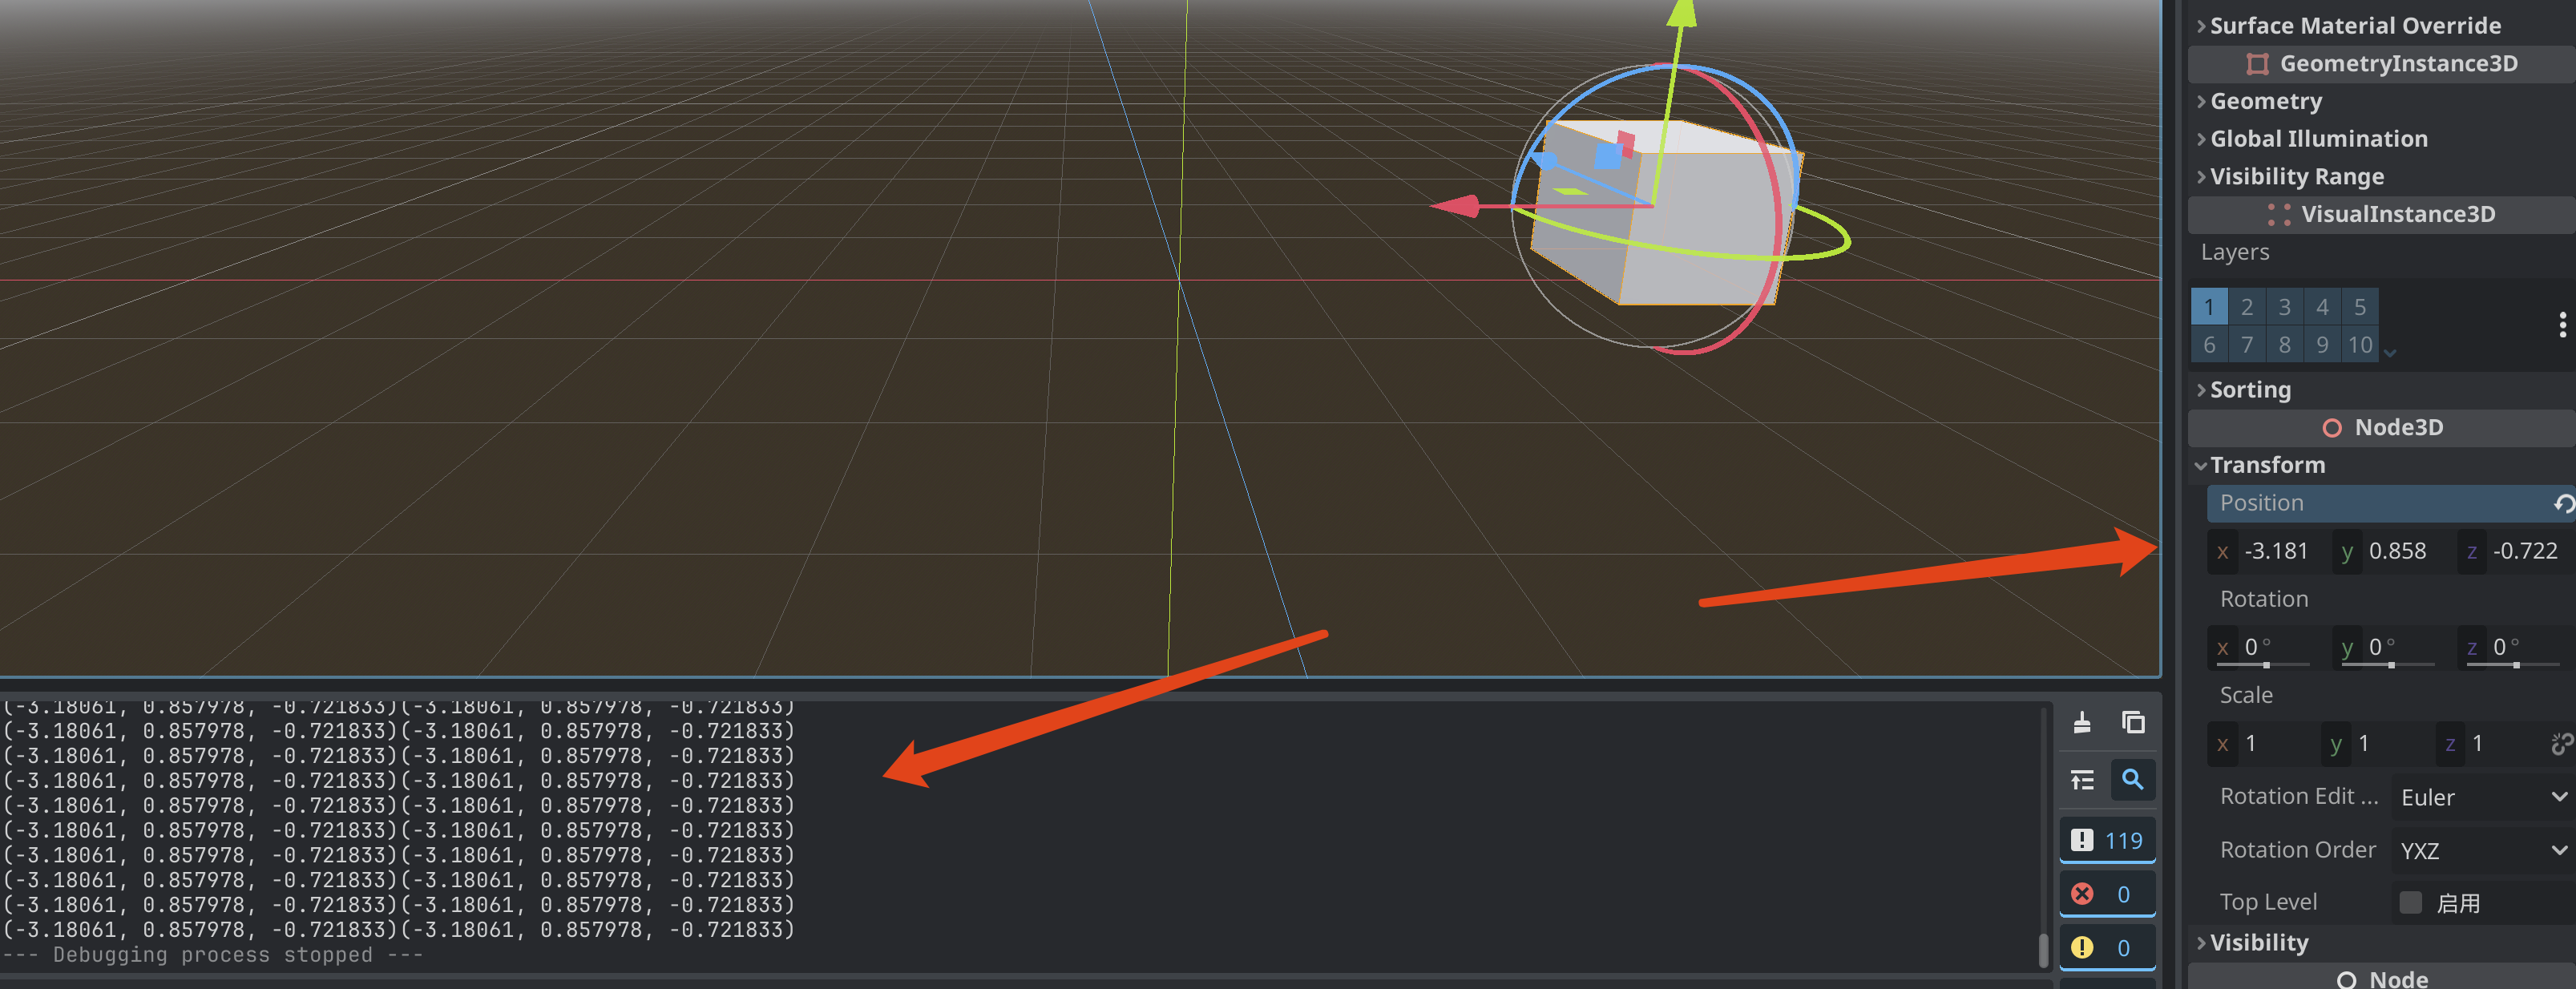 Surface Material Override
GeometryInstance3D
Geometry
Global Illumination
Visibility Range
VisualInstance3D
Layers
1 2 3 4 5
6 7 8 9 10
Sorting
Node3D
Transform
Position
x -3.181 y 0.858 z -0.722
Rotation
x 0° y 0° z 0°
Scale
x 1 y 1 z 1
Rotation Edit ... Euler
Rotation Order YXZ
Top Level 启用
Visibility
Node
(-3.18061, 0.857978, -0.721833)(-3.18061, 0.857978, -0.721833)
(-3.18061, 0.857978, -0.721833)(-3.18061, 0.857978, -0.721833)
(-3.18061, 0.857978, -0.721833)(-3.18061, 0.857978, -0.721833)
(-3.18061, 0.857978, -0.721833)(-3.18061, 0.857978, -0.721833)
(-3.18061, 0.857978, -0.721833)(-3.18061, 0.857978, -0.721833)
(-3.18061, 0.857978, -0.721833)(-3.18061, 0.857978, -0.721833)
(-3.18061, 0.857978, -0.721833)(-3.18061, 0.857978, -0.721833)
(-3.18061, 0.857978, -0.721833)(-3.18061, 0.857978, -0.721833)
(-3.18061, 0.857978, -0.721833)(-3.18061, 0.857978, -0.721833)
(-3.18061, 0.857978, -0.721833)(-3.18061, 0.857978, -0.721833)
--- Debugging process stopped ---
119
0
0